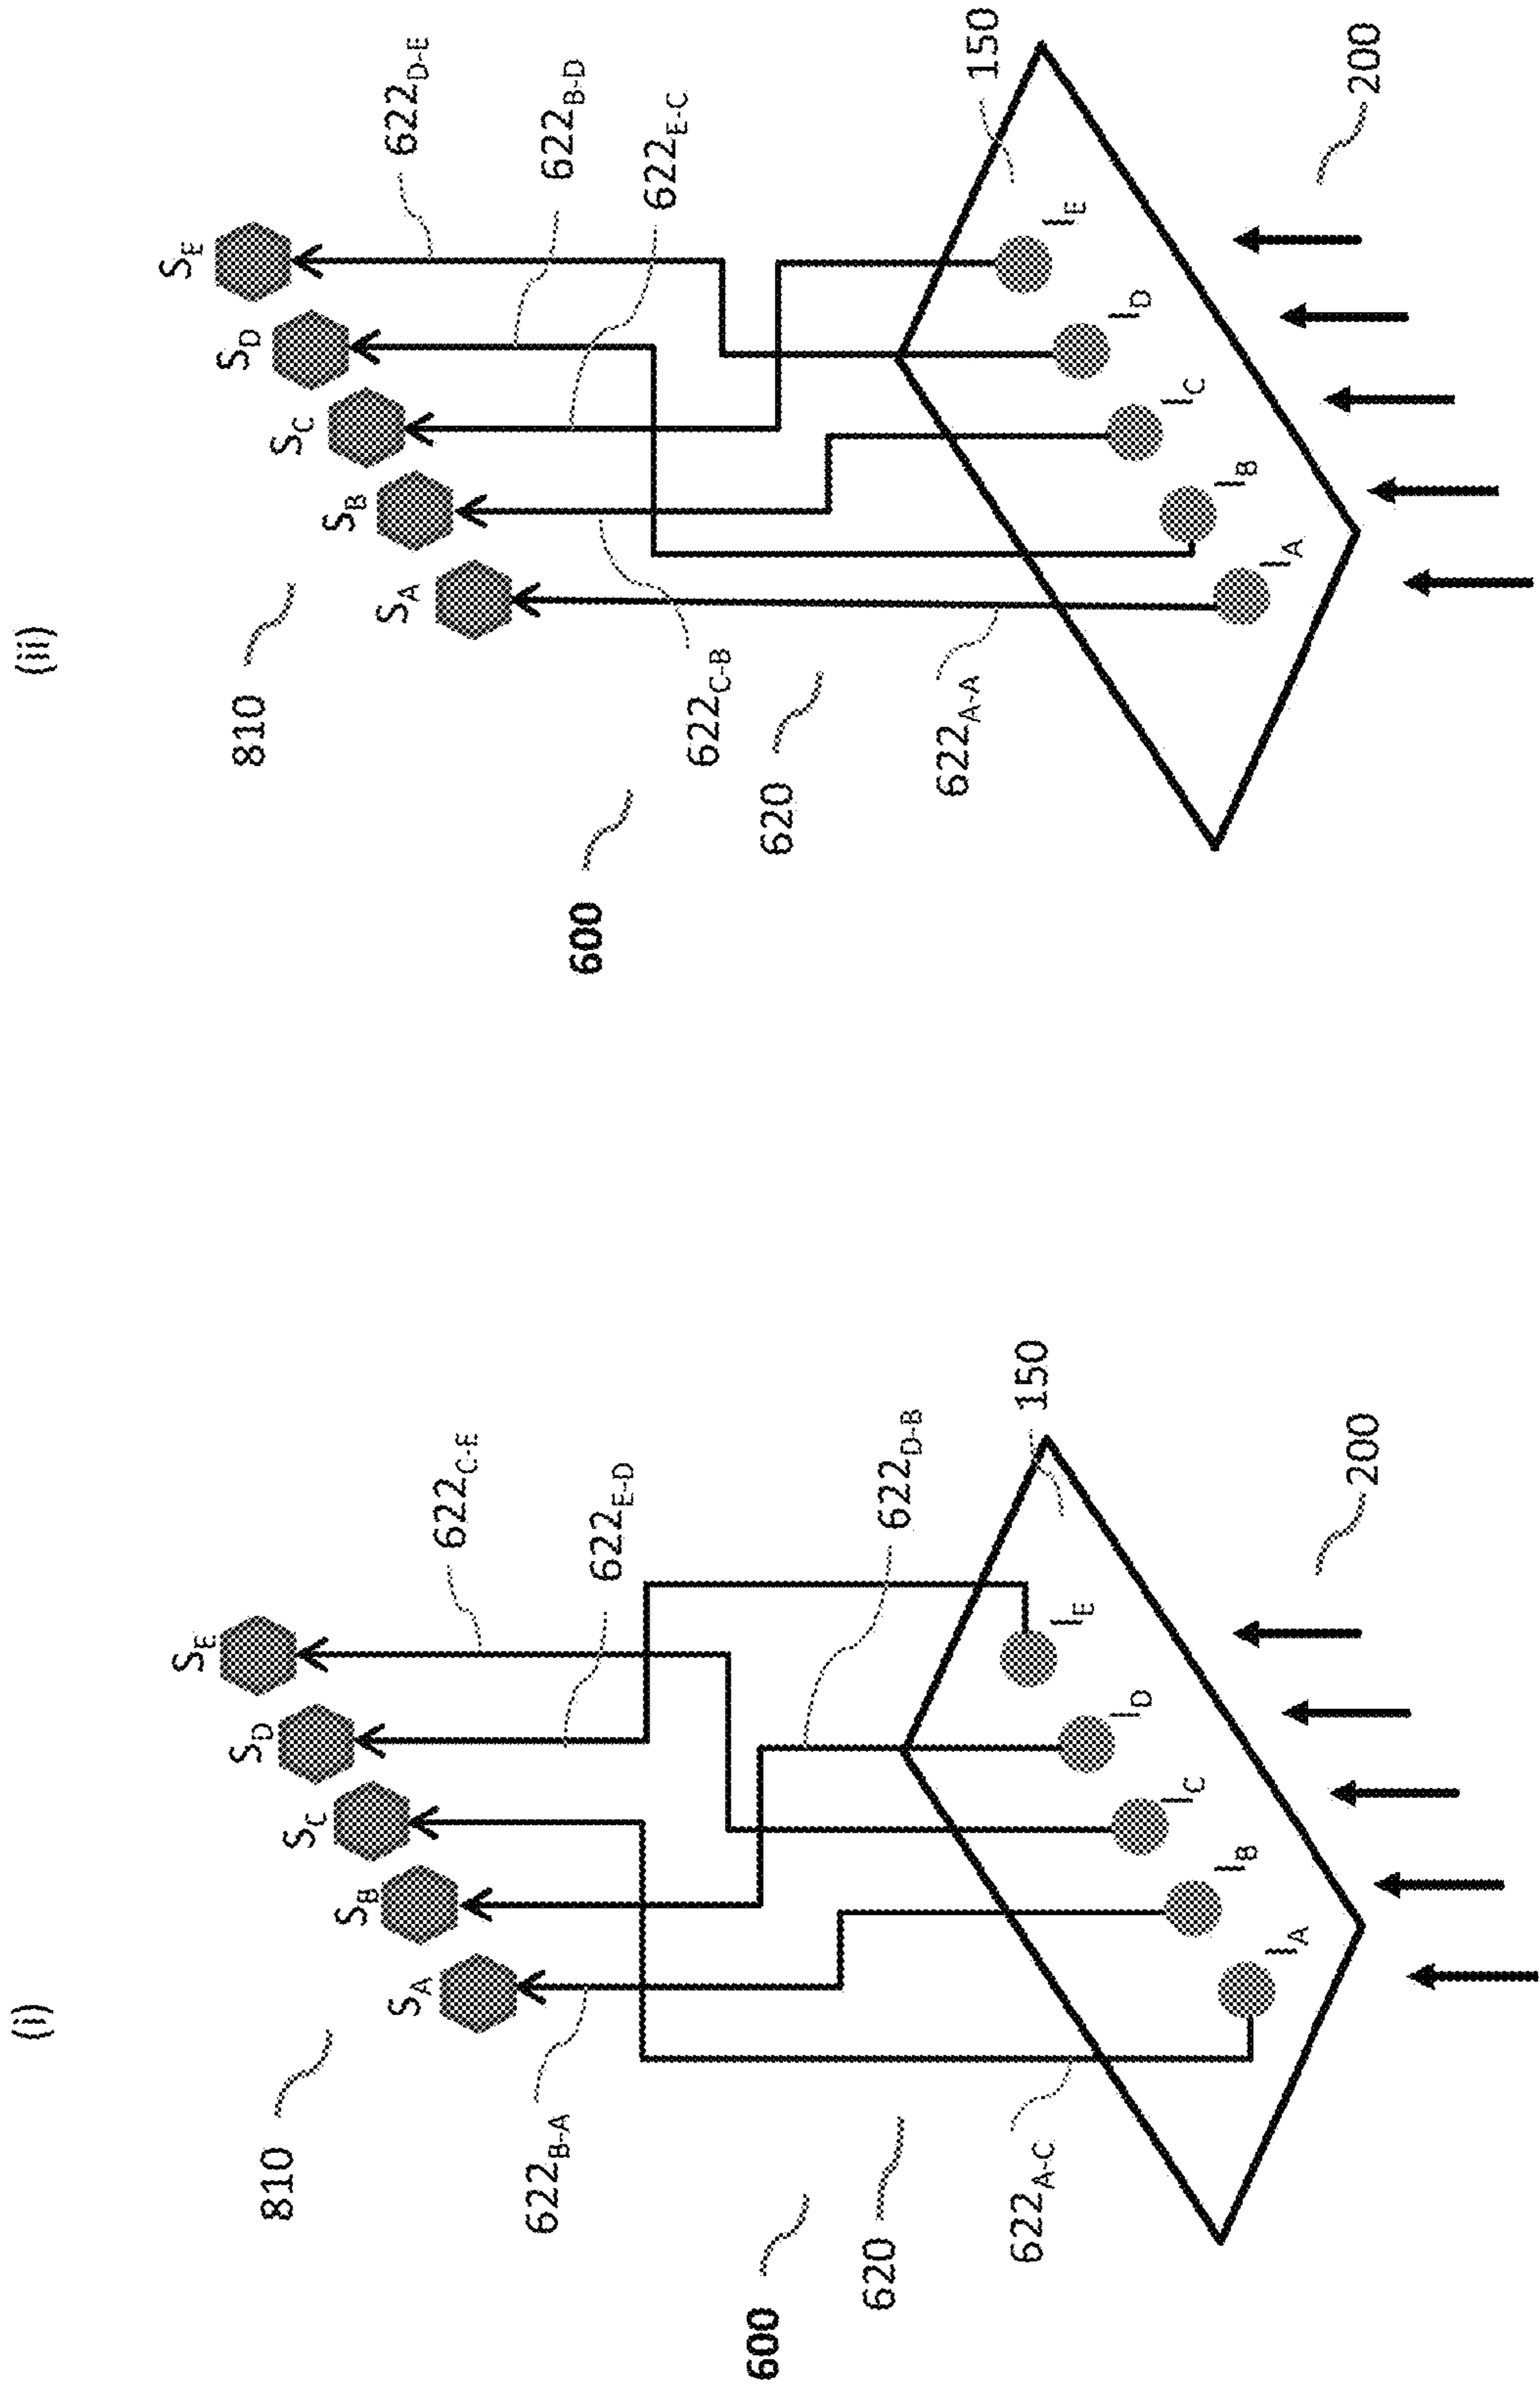 (i)
810
S_A
S_B
S_C
S_D
S_E
622_C-E
622_B-A
622_E-D
600
620
622_D-B
622_A-C
150
I_A
I_B
I_C
I_D
I_E
200
(ii)
810
S_A
S_B
S_C
S_D
S_E
622_D-E
622_B-D
622_E-C
600
622_C-B
620
622_A-A
150
I_A
I_B
I_C
I_D
I_E
200